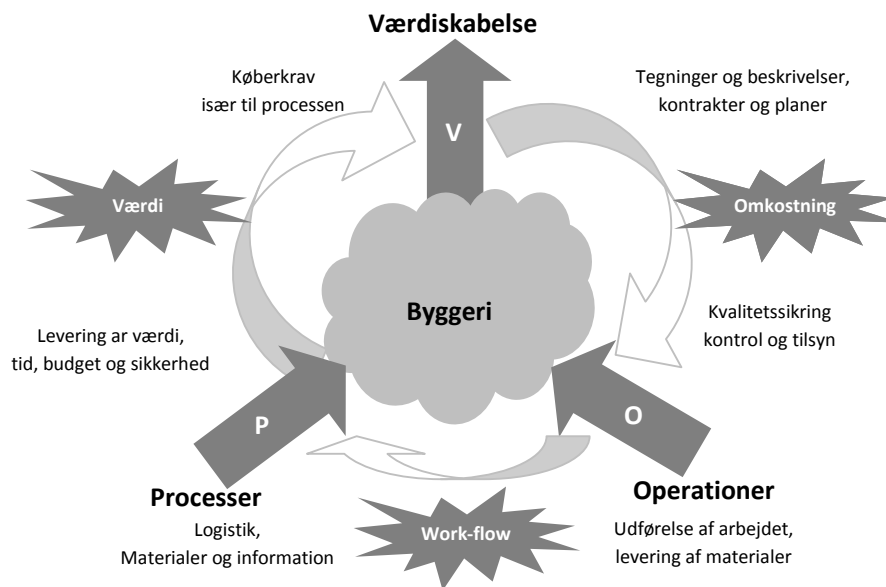 Værdiskabelse
Køberkrav
især til processen
Tegninger og beskrivelser,
kontrakter og planer
V
Værdi
Omkostning
Byggeri
Levering ar værdi,
tid, budget og sikkerhed
Kvalitetssikring
kontrol og tilsyn
P
O
Processer
Logistik,
Materialer og information
Work-flow
Operationer
Udførelse af arbejdet,
levering af materialer